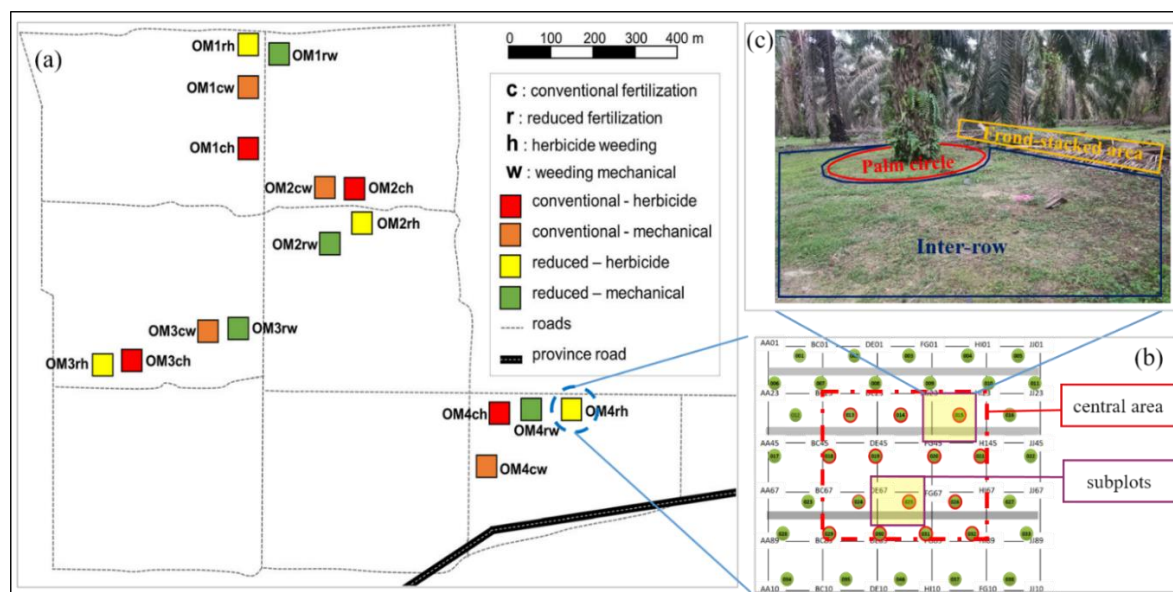 (a)
OM1rh
OM1rw
OM1cw
OM1ch
OM2cw
OM2ch
OM2rh
OM2rw
OM3cw
OM3rw
OM3rh
OM3ch
OM4ch
OM4rw
OM4rh
OM4cw
0 100 200 300 400 m
c : conventional fertilization
r : reduced fertilization
h : herbicide weeding
w : weeding mechanical
conventional - herbicide
conventional - mechanical
reduced – herbicide
reduced – mechanical
roads
province road
(c)
Frond-stacked area
Palm circle
Inter-row
(b)
AA01 BC01 DE01 FG01 HI01 JJ01
AA23 JJ23
central area
AA45 BC45 DE45 FG45 JJ45
subplots
AA67 BC67 DE67 FG67 HI67 JJ67
AA89 JJ89
AA10 BC10 DE10 HI10 FG10 JJ10